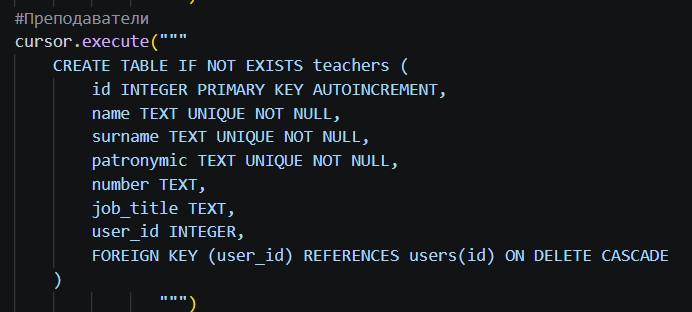 #Преподаватели
cursor.execute("""
CREATE TABLE IF NOT EXISTS teachers (
id INTEGER PRIMARY KEY AUTOINCREMENT,
name TEXT UNIQUE NOT NULL,
surname TEXT UNIQUE NOT NULL,
patronymic TEXT UNIQUE NOT NULL,
number TEXT,
job_title TEXT,
user_id INTEGER,
FOREIGN KEY (user_id) REFERENCES users(id) ON DELETE CASCADE
)
""")